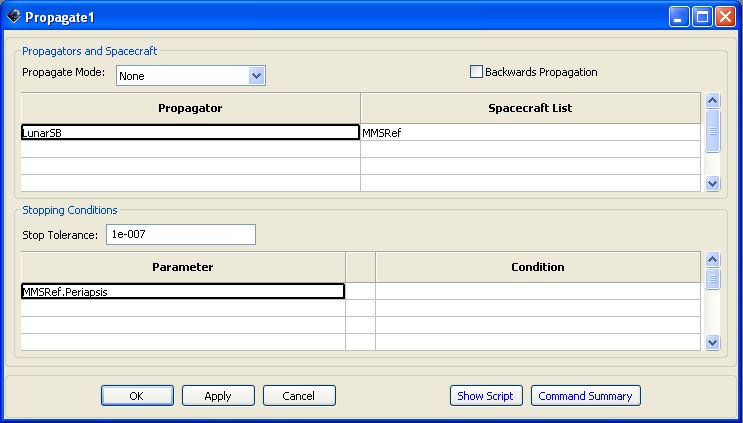 Propagate1
Propagators and Spacecraft
Propagate Mode: None Backwards Propagation
Propagator Spacecraft List
LunarSB MMSRef
Stopping Conditions
Stop Tolerance: 1e-007
Parameter Condition
MMSRef.Periapsis
OK Apply Cancel Show Script Command Summary